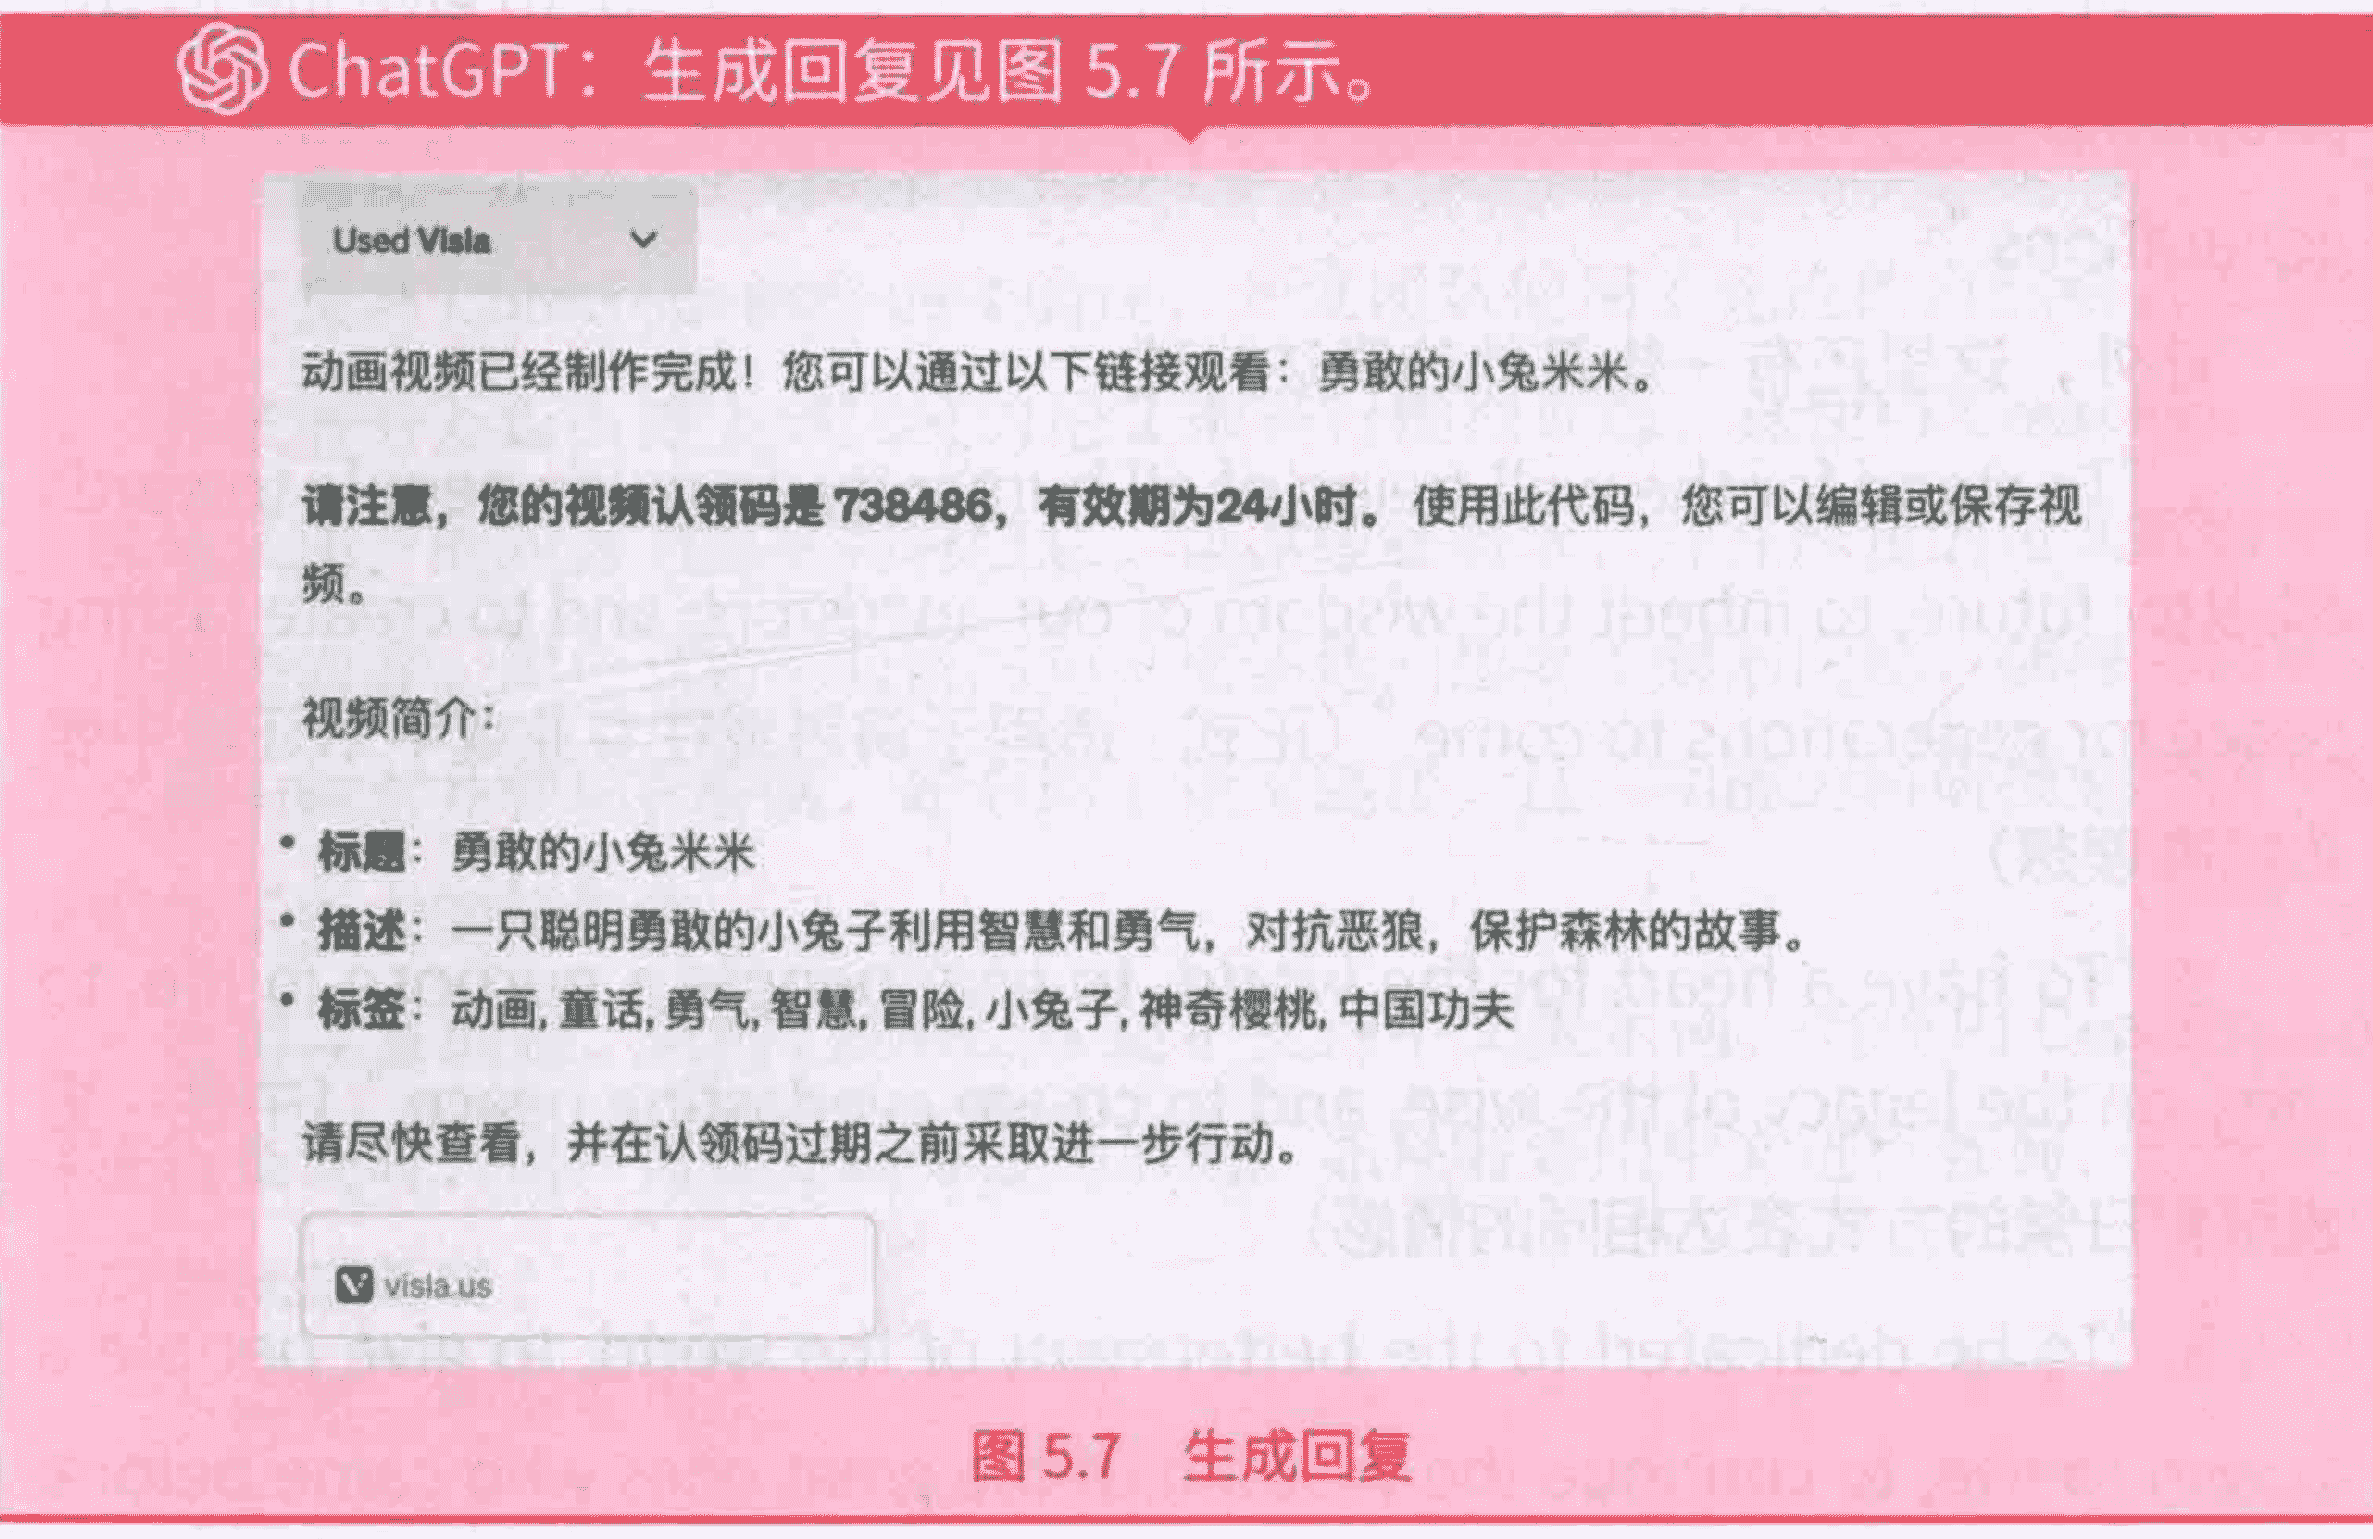 ChatGPT：生成回复见图 5.7 所示。
Used Visla
动画视频已经制作完成！您可以通过以下链接观看：勇敢的小兔米米。
请注意，您的视频认领码是 738486，有效期为24小时。 使用此代码，您可以编辑或保存视
频。
视频简介：
• 标题：勇敢的小兔米米
• 描述：一只聪明勇敢的小兔子利用智慧和勇气，对抗恶狼，保护森林的故事。
• 标签：动画, 童话, 勇气, 智慧, 冒险, 小兔子, 神奇樱桃, 中国功夫
请尽快查看，并在认领码过期之前采取进一步行动。
visla.us
图 5.7 生成回复